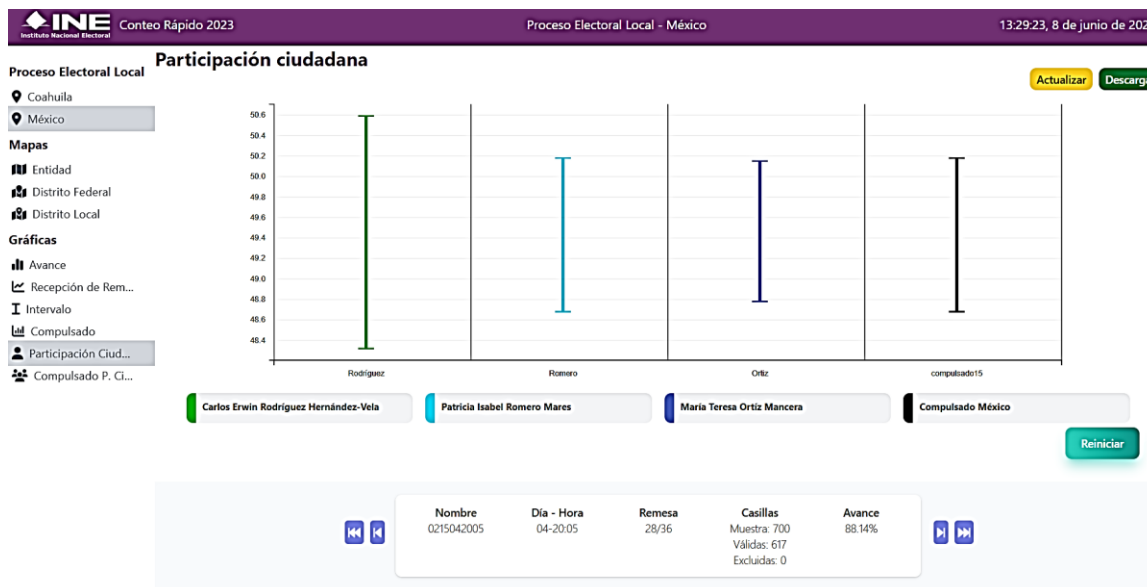 INE
Instituto Nacional Electoral
Conteo Rápido 2023
Proceso Electoral Local - México
13:29:23, 8 de junio de 202
Proceso Electoral Local
Coahuila
México
Mapas
Entidad
Distrito Federal
Distrito Local
Gráficas
Avance
Recepción de Rem...
Intervalo
Compulsado
Participación Ciud...
Compulsado P. Ci...
Participación ciudadana
Actualizar
Descarga
50.6
50.4
50.2
50.0
49.8
49.6
49.4
49.2
49.0
48.8
48.6
48.4
Rodríguez
Romero
Ortiz
compulsado15
Carlos Erwin Rodríguez Hernández-Vela
Patricia Isabel Romero Mares
María Teresa Ortíz Mancera
Compulsado México
Reiniciar
Nombre
0215042005
Día - Hora
04-20:05
Remesa
28/36
Casillas
Muestra: 700
Válidas: 617
Excluidas: 0
Avance
88.14%